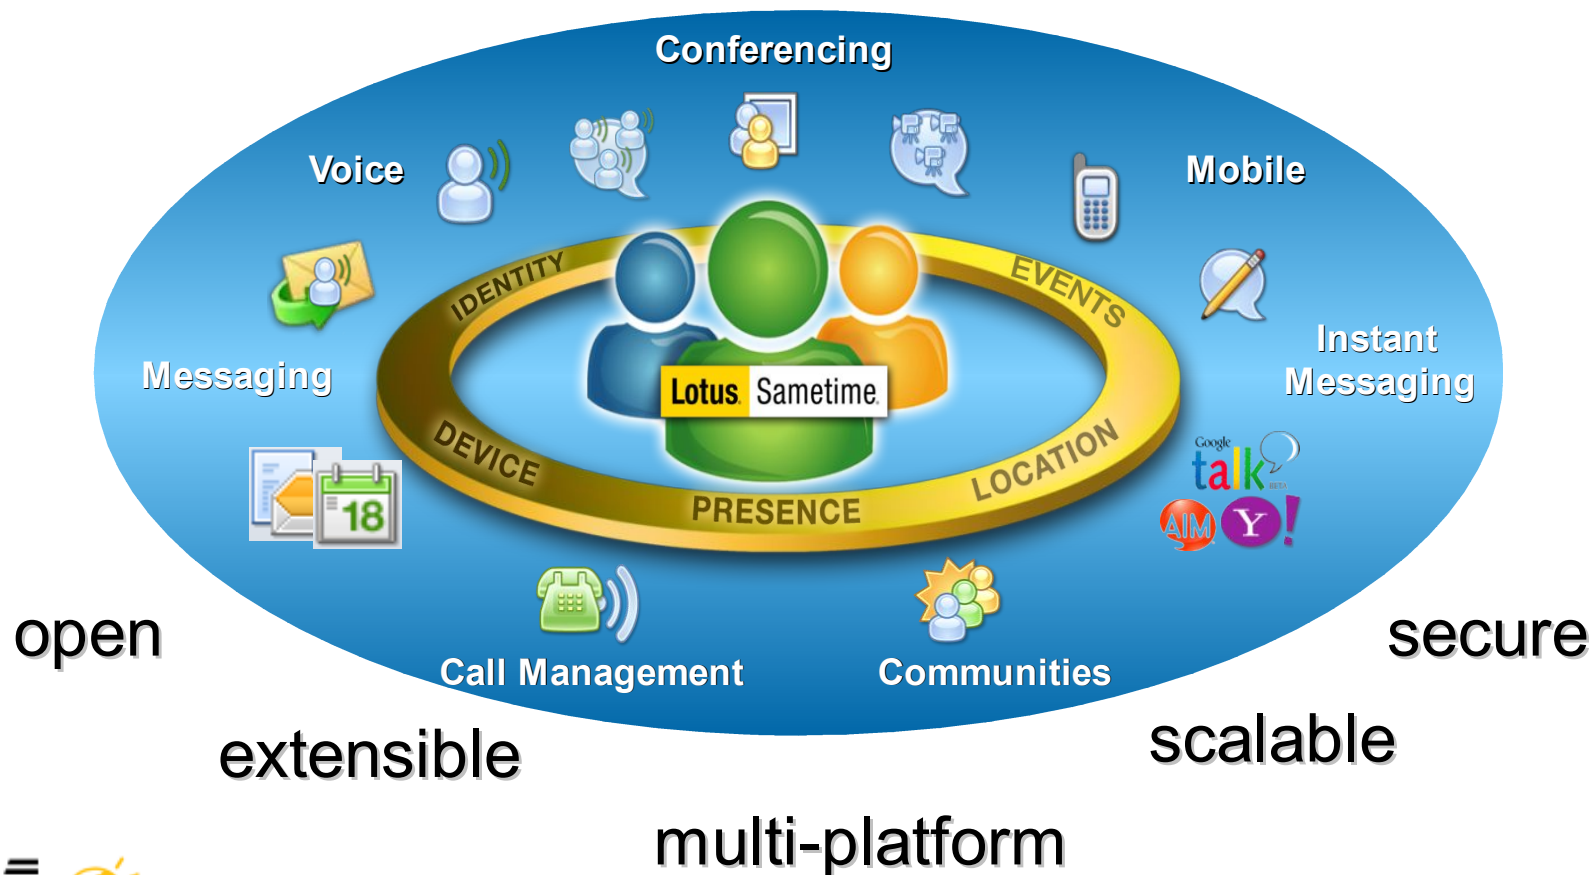 Conferencing
Voice
Mobile
IDENTITY
EVENTS
Instant
Messaging
Messaging
Lotus. Sametime.
DEVICE
LOCATION
Google
talk
BETA
18
PRESENCE
AIM
Y!
open
secure
Call Management
Communities
extensible
scalable
multi-platform